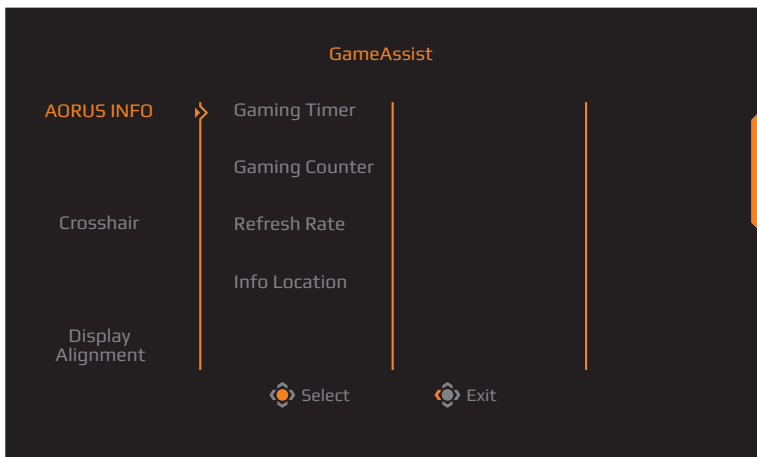 GameAssist
AORUS INFO
Gaming Timer
Gaming Counter
Crosshair
Refresh Rate
Info Location
Display
Alignment
Select
Exit